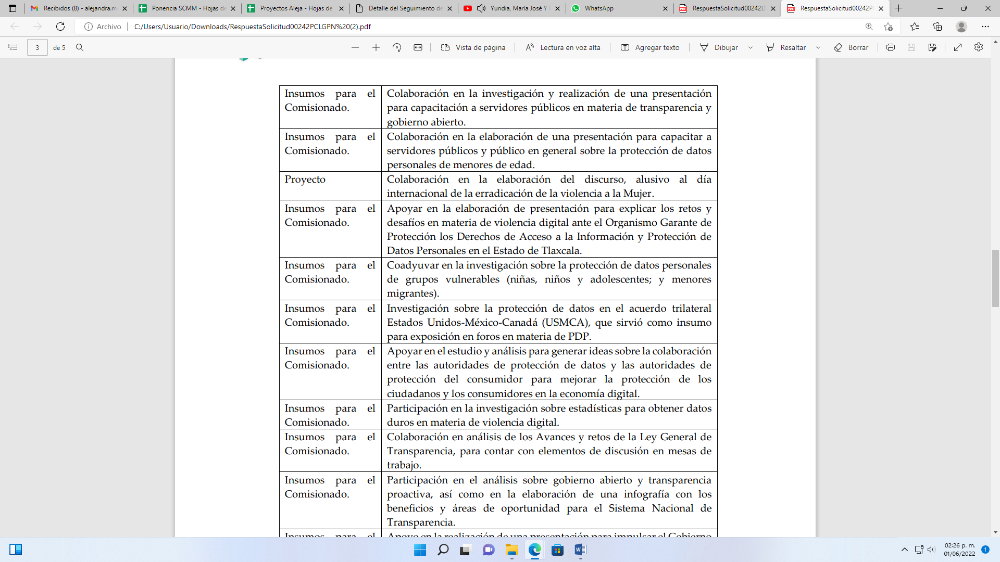 Recibidos (8) - alejandra.m
Ponencia SCMM - Hojas de
Proyectos Aleja - Hojas de
Detalle del Seguimiento de
Yuridia, María José Y
WhatsApp
RespuestaSolicitud00242D
RespuestaSolicitud00242P
Archivo
C:/Users/Usuario/Downloads/RespuestaSolicitud00242PCLGPN%20(2).pdf
3 de 5
Vista de página
Lectura en voz alta
Agregar texto
Dibujar
Resaltar
Borrar
Insumos para el
Comisionado.
Colaboración en la investigación y realización de una presentación
para capacitación a servidores públicos en materia de transparencia y
gobierno abierto.
Insumos para el
Comisionado.
Colaboración en la elaboración de una presentación para capacitar a
servidores públicos y público en general sobre la protección de datos
personales de menores de edad.
Proyecto
Colaboración en la elaboración del discurso, alusivo al día
internacional de la erradicación de la violencia a la Mujer.
Insumos para el
Comisionado.
Apoyar en la elaboración de presentación para explicar los retos y
desafíos en materia de violencia digital ante el Organismo Garante de
Protección los Derechos de Acceso a la Información y Protección de
Datos Personales en el Estado de Tlaxcala.
Insumos para el
Comisionado.
Coadyuvar en la investigación sobre la protección de datos personales
de grupos vulnerables (niñas, niños y adolescentes; y menores
migrantes).
Insumos para el
Comisionado.
Investigación sobre la protección de datos en el acuerdo trilateral
Estados Unidos-México-Canadá (USMCA), que sirvió como insumo
para exposición en foros en materia de PDP.
Insumos para el
Comisionado.
Apoyar en el estudio y análisis para generar ideas sobre la colaboración
entre las autoridades de protección de datos y las autoridades de
protección del consumidor para mejorar la protección de los
ciudadanos y los consumidores en la economía digital.
Insumos para el
Comisionado.
Participación en la investigación sobre estadísticas para obtener datos
duros en materia de violencia digital.
Insumos para el
Comisionado.
Colaboración en análisis de los Avances y retos de la Ley General de
Transparencia, para contar con elementos de discusión en mesas de
trabajo.
Insumos para el
Comisionado.
Participación en el análisis sobre gobierno abierto y transparencia
proactiva, así como en la elaboración de una infografía con los
beneficios y áreas de oportunidad para el Sistema Nacional de
Transparencia.
Insumos para el
Apoyo en la realización de una presentación para impulsar el Gobierno
02:26 p. m.
01/06/2022
1